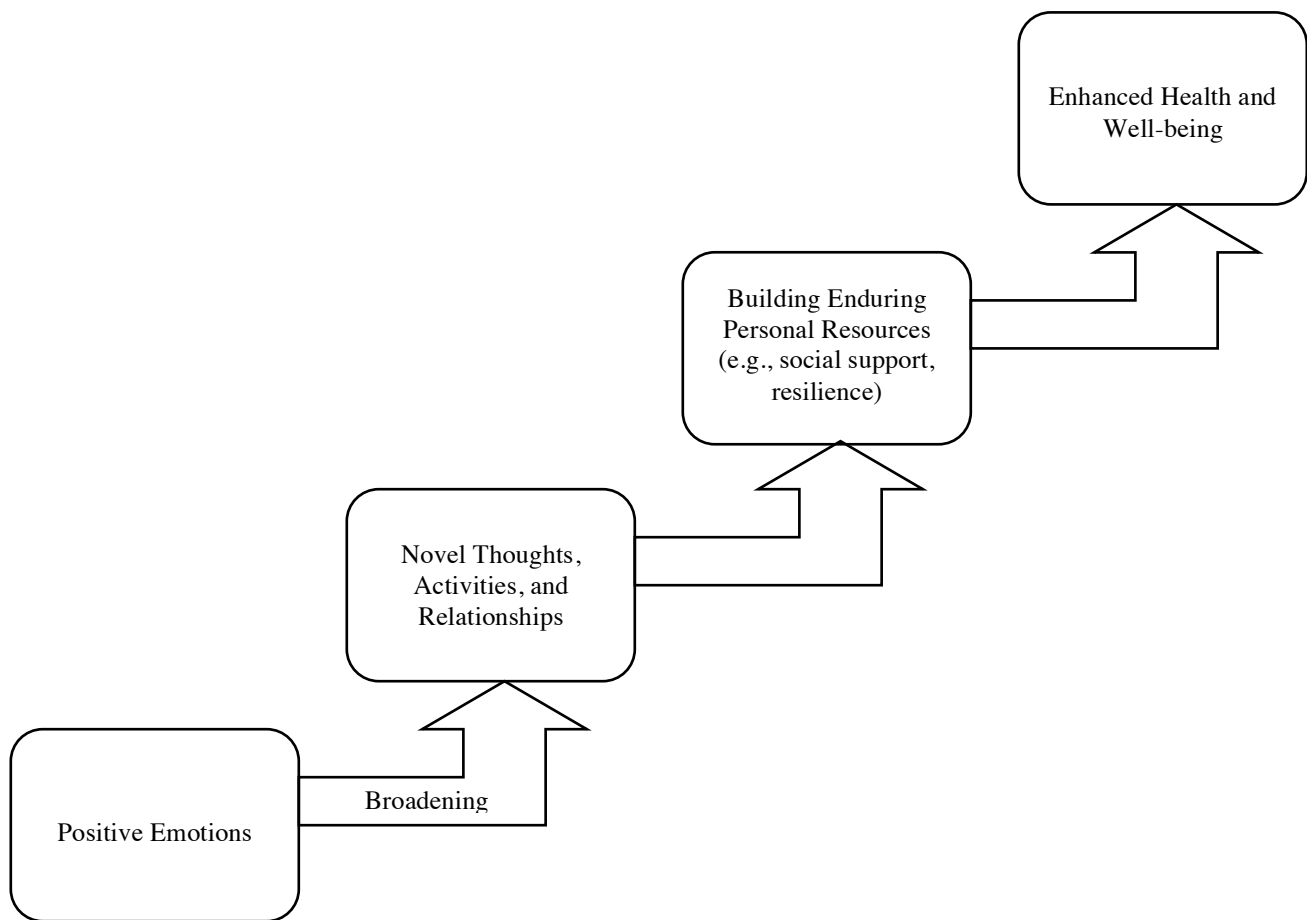 Enhanced Health and
Well-being
Building Enduring
Personal Resources
(e.g., social support,
resilience)
Novel Thoughts,
Activities, and
Relationships
Broadening
Positive Emotions